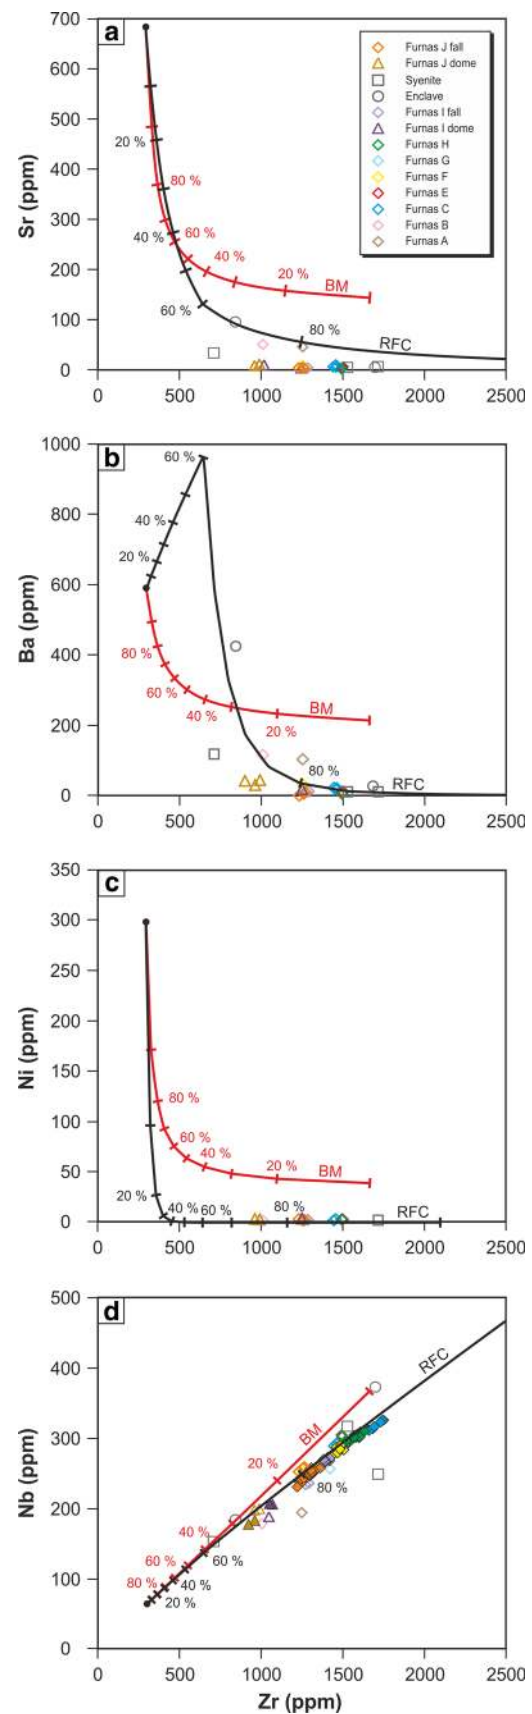 a
700
600
500
400
300
200
100
0
Sr (ppm)
Furnas J fall
Furnas J dome
Syenite
Enclave
Furnas I fall
Furnas I dome
Furnas H
Furnas G
Furnas F
Furnas E
Furnas C
Furnas B
Furnas A
20 %
80 %
40 %
60 %
40 %
20 %
BM
60 %
80 %
RFC
0 500 1000 1500 2000 2500
b
1000
800
600
400
200
0
Ba (ppm)
60 %
40 %
20 %
80 %
60 %
40 %
20 %
BM
80 %
RFC
0 500 1000 1500 2000 2500
c
350
300
250
200
150
100
50
0
Ni (ppm)
80 %
60 %
40 %
20 %
BM
20 %
40 %
60 %
80 %
RFC
0 500 1000 1500 2000 2500
d
500
400
300
200
100
0
Nb (ppm)
RFC
BM
20 %
80 %
40 %
60 %
60 %
80 %
40 %
20 %
0 500 1000 1500 2000 2500
Zr (ppm)